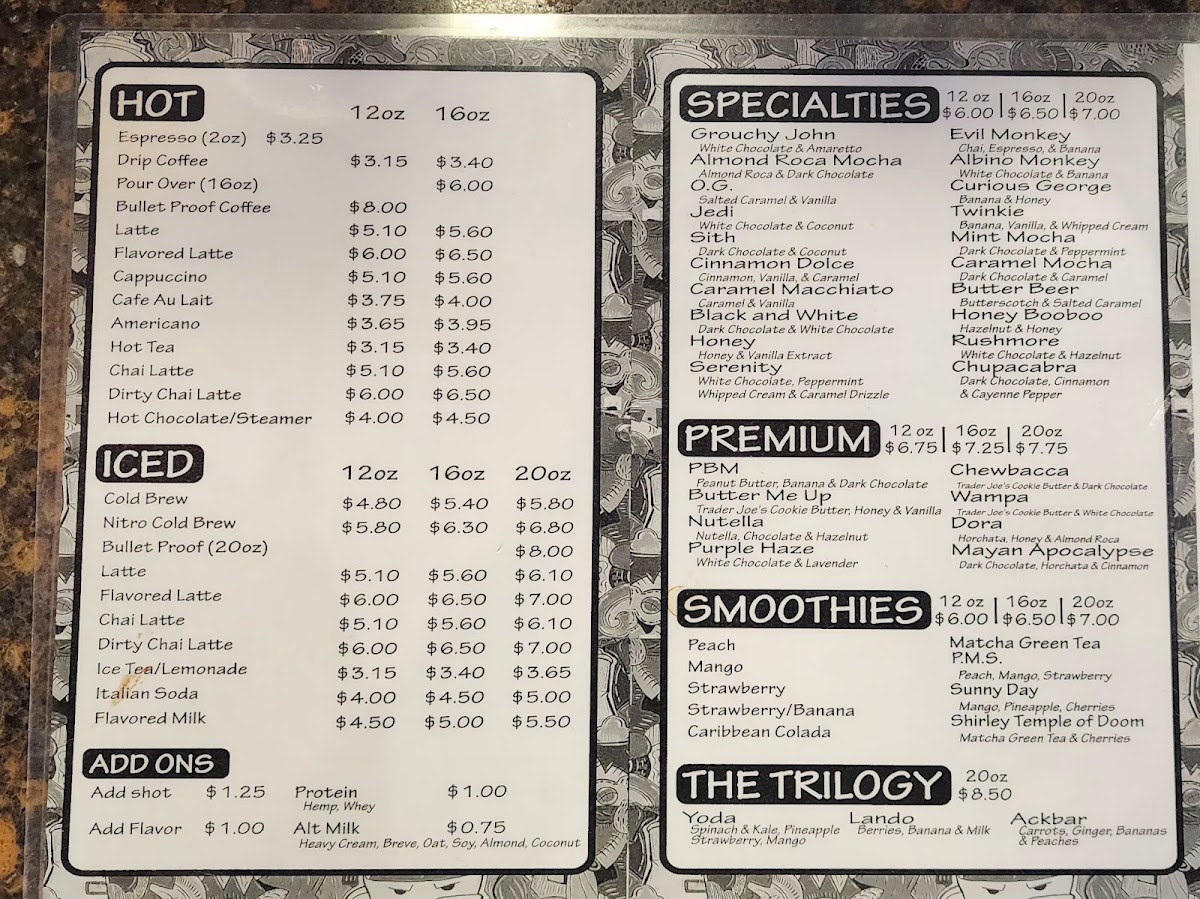 HOT 12oz 16oz
Espresso (2oz) $3.25
Drip Coffee $3.15 $3.40
Pour Over (16oz) $6.00
Bullet Proof Coffee $8.00
Latte $5.10 $5.60
Flavored Latte $6.00 $6.50
Cappuccino $5.10 $5.60
Cafe Au Lait $3.75 $4.00
Americano $3.65 $3.95
Hot Tea $3.15 $3.40
Chai Latte $5.10 $5.60
Dirty Chai Latte $6.00 $6.50
Hot Chocolate/Steamer $4.00 $4.50
ICED 12oz 16oz 20oz
Cold Brew $4.80 $5.40 $5.80
Nitro Cold Brew $5.80 $6.30 $6.80
Bullet Proof (20oz) $8.00
Latte $5.10 $5.60 $6.10
Flavored Latte $6.00 $6.50 $7.00
Chai Latte $5.10 $5.60 $6.10
Dirty Chai Latte $6.00 $6.50 $7.00
Ice Tea/Lemonade $3.15 $3.40 $3.65
Italian Soda $4.00 $4.50 $5.00
Flavored Milk $4.50 $5.00 $5.50
ADD ONS
Add shot $1.25 Protein $1.00
Hemp, Whey
Add Flavor $1.00 Alt Milk $0.75
Heavy Cream, Breve, Oat, Soy, Almond, Coconut
SPECIALTIES 12 oz | 16oz | 20oz
$6.00 | $6.50 | $7.00
Grouchy John
White Chocolate & Amaretto
Almond Roca Mocha
Almond Roca & Dark Chocolate
O.G.
Salted Caramel & Vanilla
Jedi
White Chocolate & Coconut
Sith
Dark Chocolate & Coconut
Cinnamon Dolce
Cinnamon, Vanilla, & Caramel
Caramel Macchiato
Caramel & Vanilla
Black and White
Dark Chocolate & White Chocolate
Honey
Honey & Vanilla Extract
Serenity
White Chocolate, Peppermint
Whipped Cream & Caramel Drizzle
Evil Monkey
Chai, Espresso, & Banana
Albino Monkey
White Chocolate & Banana
Curious George
Banana & Honey
Twinkie
Banana, Vanilla, & Whipped Cream
Mint Mocha
Dark Chocolate & Peppermint
Caramel Mocha
Dark Chocolate & Caramel
Butter Beer
Butterscotch & Salted Caramel
Honey Booboo
Hazelnut & Honey
Rushmore
White Chocolate & Hazelnut
Chupacabra
Dark Chocolate, Cinnamon
& Cayenne Pepper
PREMIUM 12 oz | 16oz | 20oz
$6.75 | $7.25 | $7.75
PBM
Peanut Butter, Banana & Dark Chocolate
Butter Me Up
Trader Joe's Cookie Butter, Honey & Vanilla
Nutella
Nutella, Chocolate & Hazelnut
Purple Haze
White Chocolate & Lavender
Chewbacca
Trader Joe's Cookie Butter & Dark Chocolate
Wampa
Trader Joe's Cookie Butter & White Chocolate
Dora
Horchata, Honey & Almond Roca
Mayan Apocalypse
Dark Chocolate, Horchata & Cinnamon
SMOOTHIES 12 oz | 16oz | 20oz
$6.00 | $6.50 | $7.00
Peach
Mango
Strawberry
Strawberry/Banana
Caribbean Colada
Matcha Green Tea
P.M.S.
Peach, Mango, Strawberry
Sunny Day
Mango, Pineapple, Cherries
Shirley Temple of Doom
Matcha Green Tea & Cherries
THE TRILOGY 20oz
$8.50
Yoda
Spinach & Kale, Pineapple
Strawberry, Mango
Lando
Berries, Banana & Milk
Ackbar
Carrots, Ginger, Bananas
& Peaches